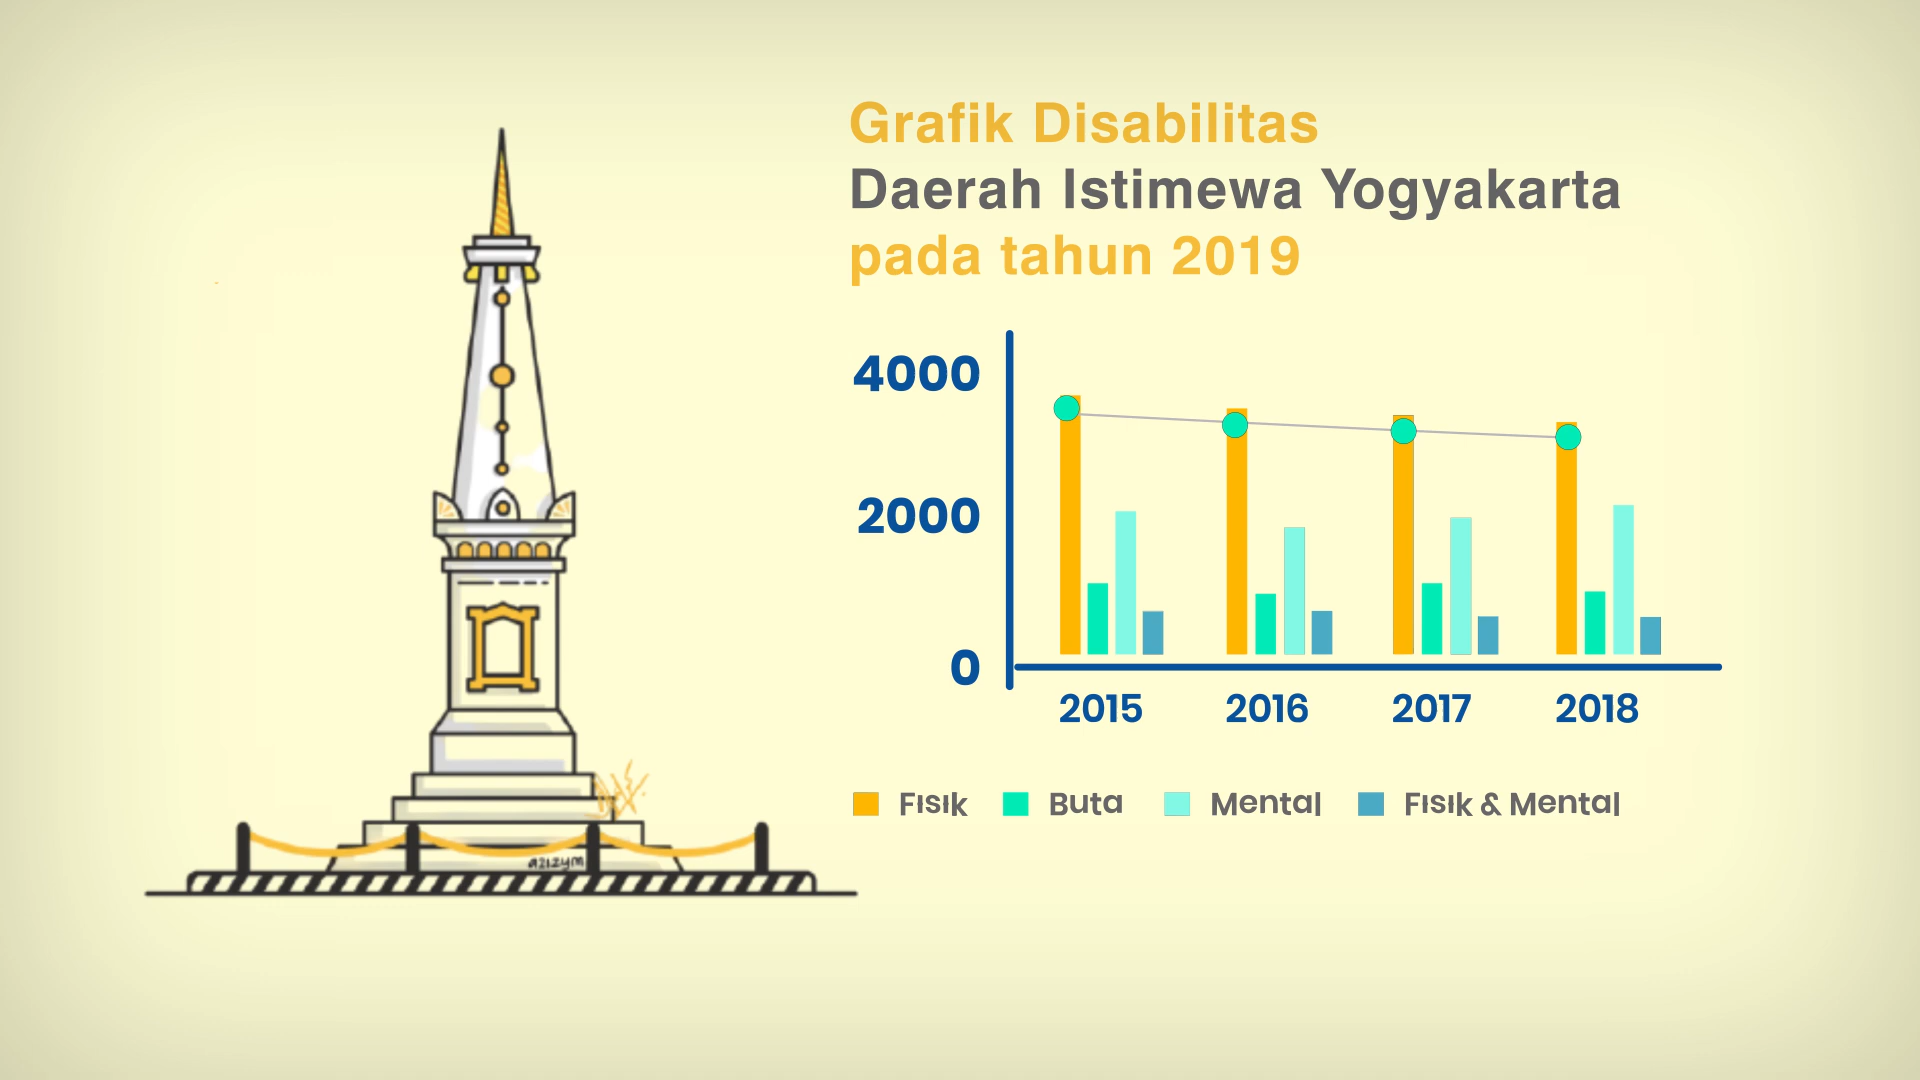 Grafik Disabilitas
Daerah Istimewa Yogyakarta
pada tahun 2019
4000
2000
0
2015 2016 2017 2018
Fisik Buta Mental Fisik & Mental
azizym